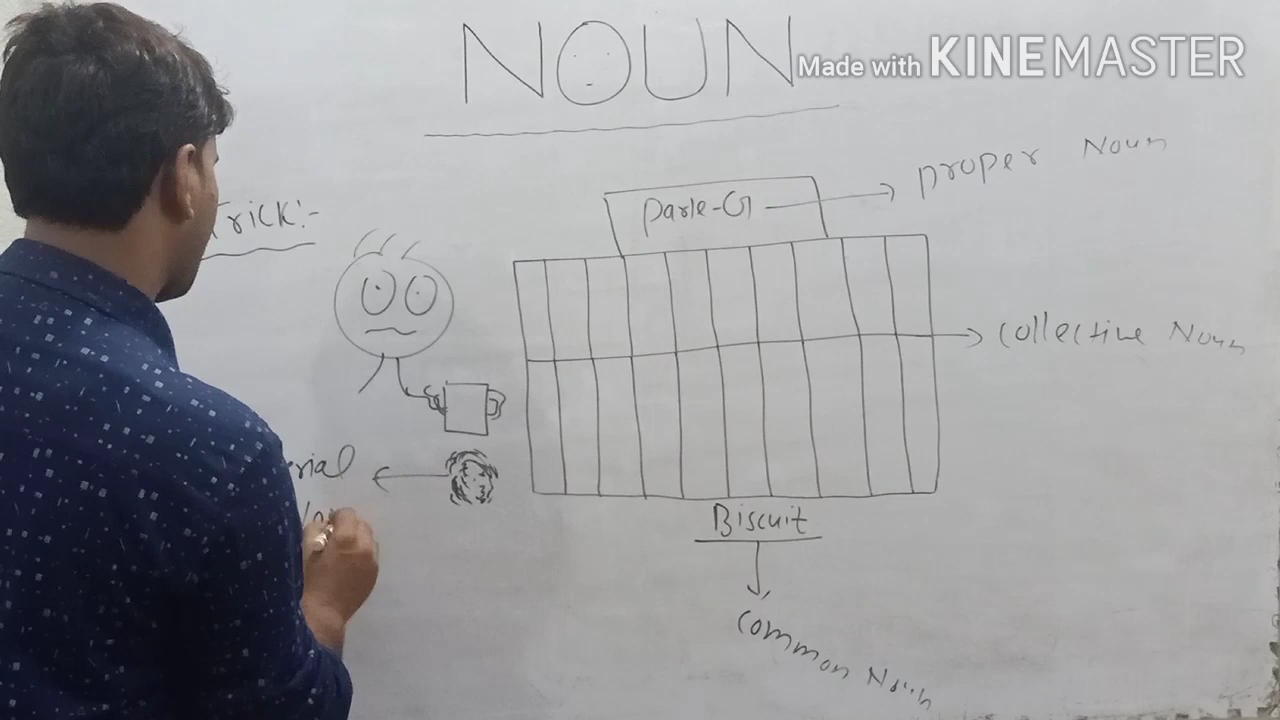 NOUN
Made with KINEMASTER
Trick:-
Parle-G
proper Noun
collective Noun
Biscuit
common Noun